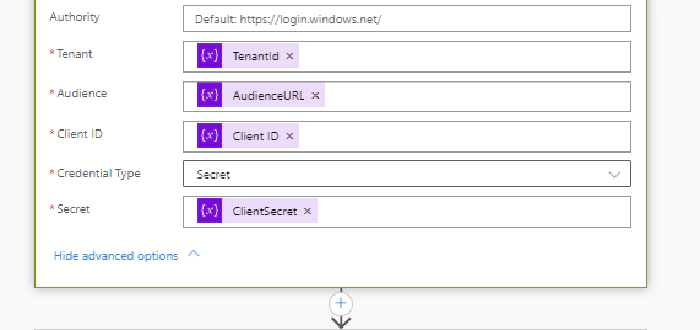 Authority Default: https://login.windows.net/
* Tenant {x} TenantId ×
* Audience {x} AudienceURL ×
* Client ID {x} Client ID ×
* Credential Type Secret
* Secret {x} ClientSecret ×
Hide advanced options